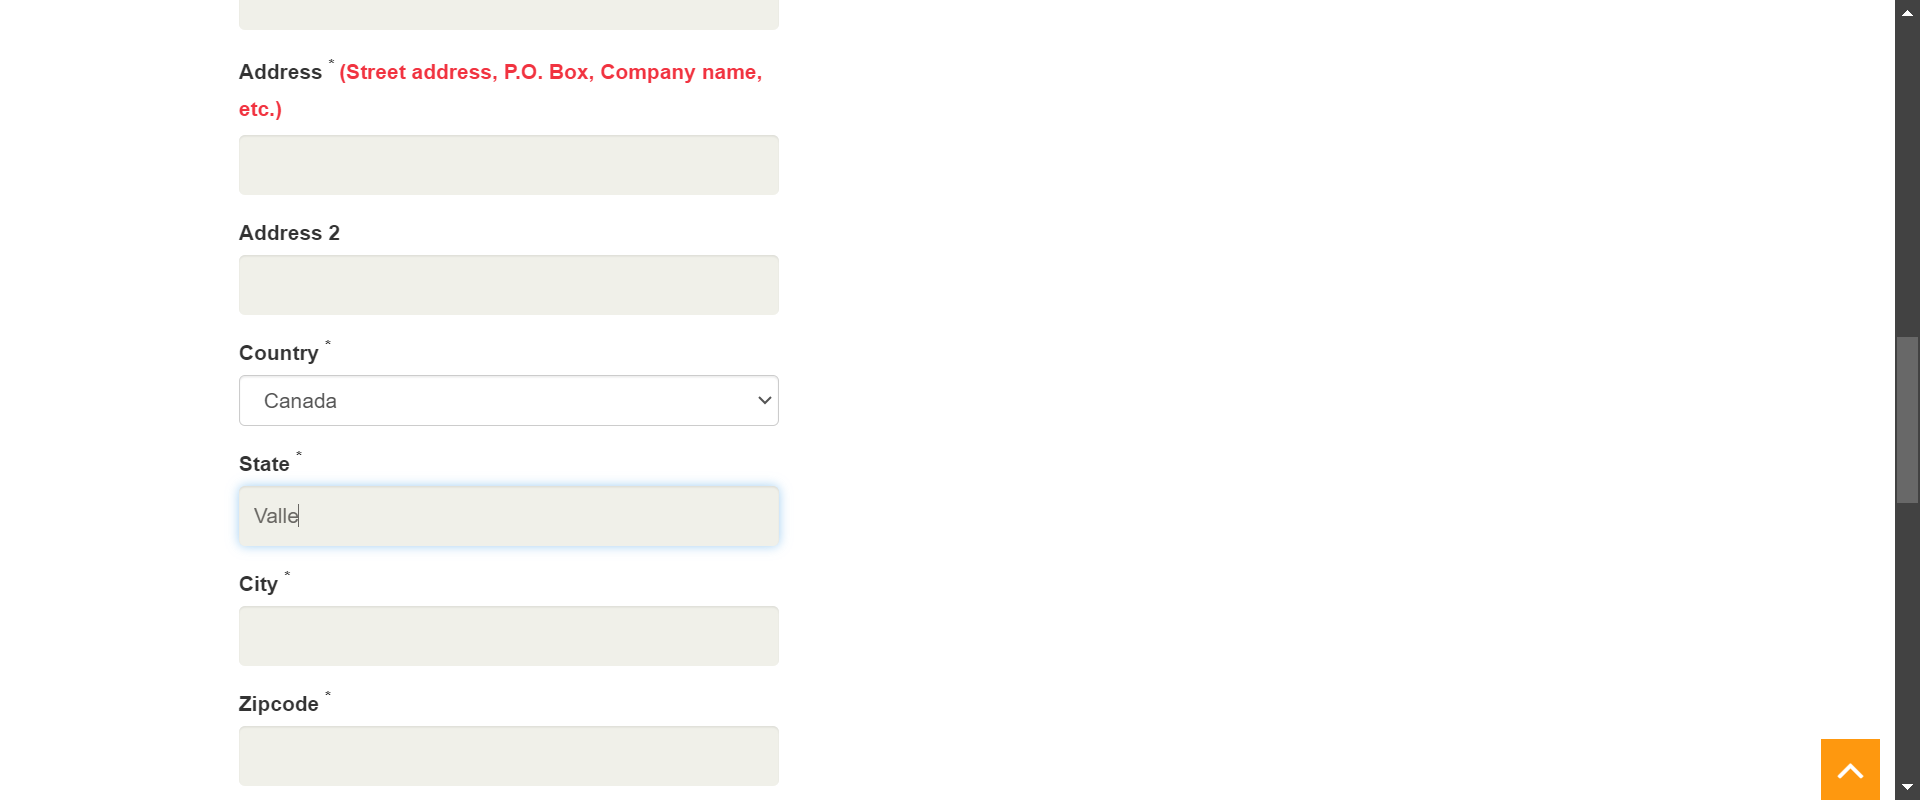 Address * (Street address, P.O. Box, Company name,
etc.)
Address 2
Country *
Canada
State *
Valle
City *
Zipcode *